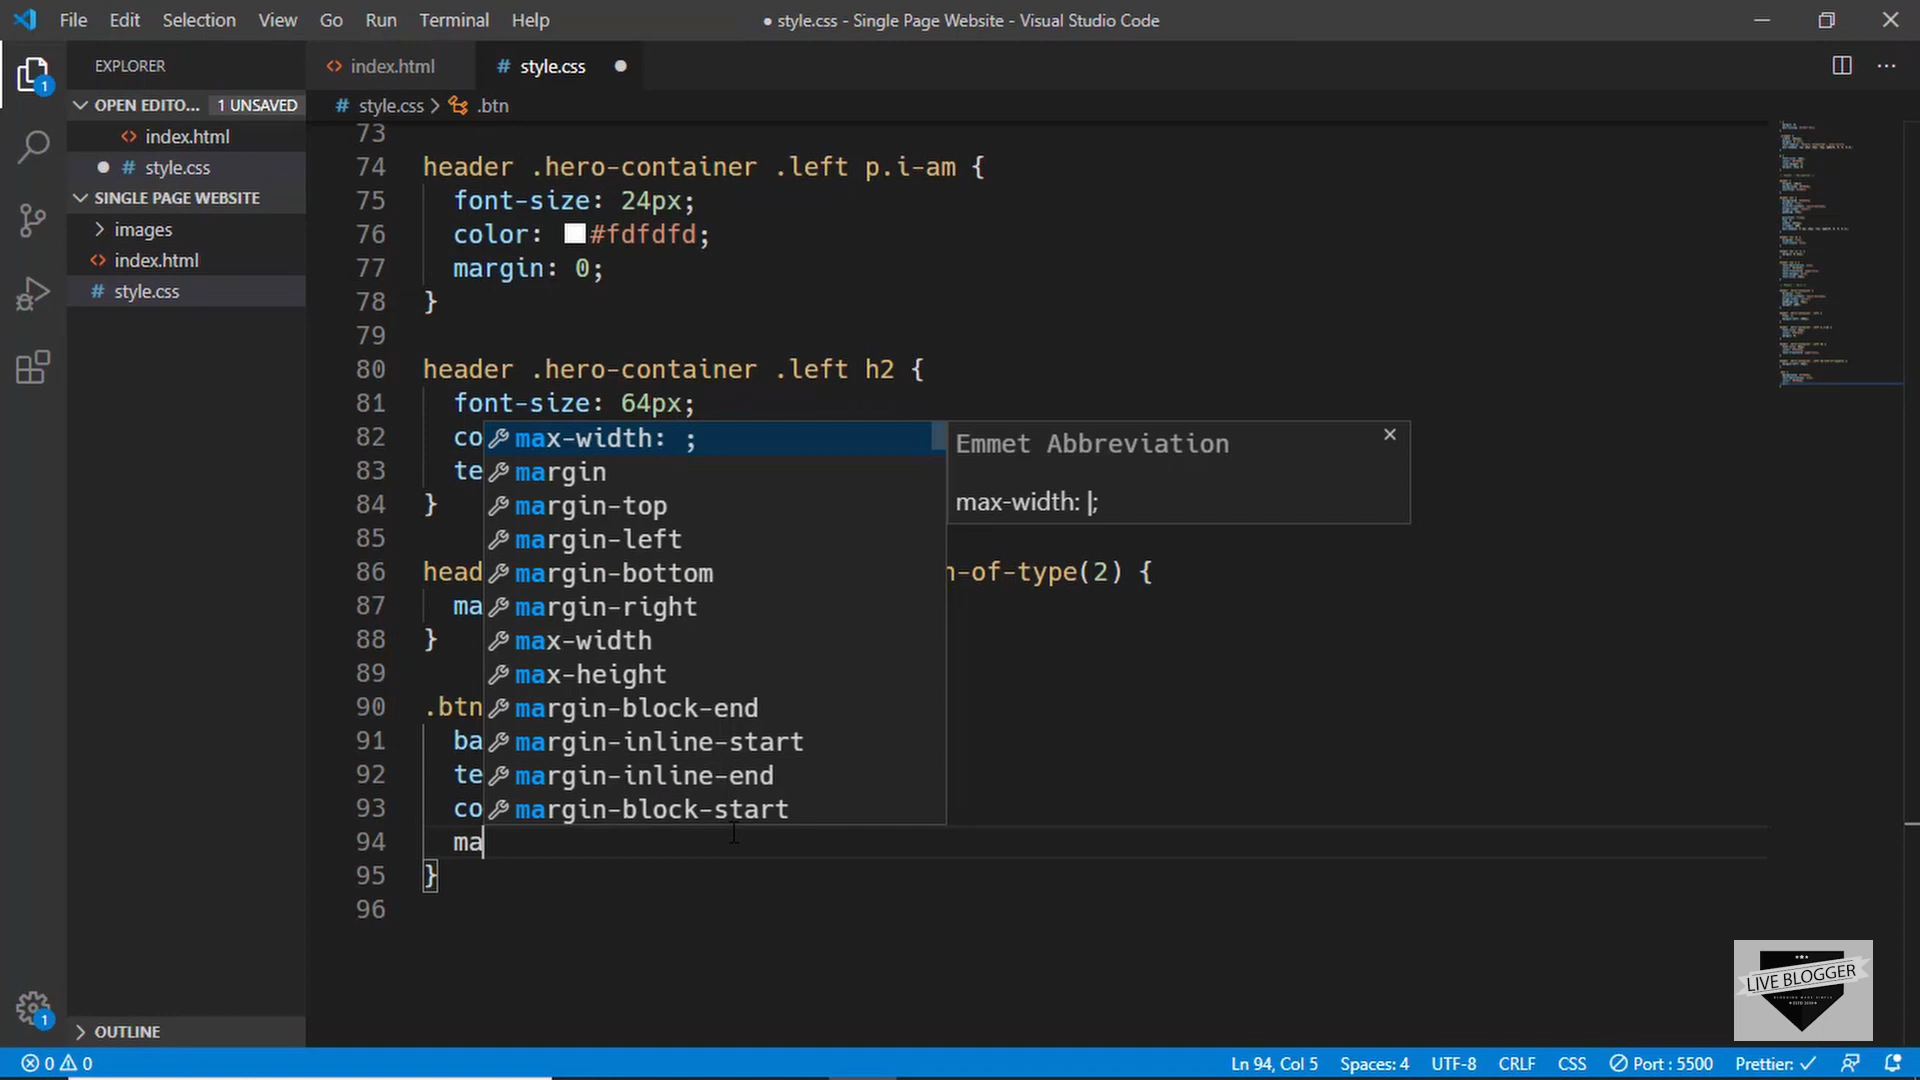 File Edit Selection View Go Run Terminal Help
● style.css - Single Page Website - Visual Studio Code
EXPLORER
OPEN EDITO... 1 UNSAVED
index.html
style.css
SINGLE PAGE WEBSITE
images
index.html
style.css
OUTLINE
index.html
style.css
style.css > .btn
73
74 header .hero-container .left p.i-am {
75 font-size: 24px;
76 color: #fdfdfd;
77 margin: 0;
78 }
79
80 header .hero-container .left h2 {
81 font-size: 64px;
82 co
83 te
84 }
85
86 head n-of-type(2) {
87 ma
88 }
89
90 .btn
91 ba
92 te
93 co
94 ma
95 }
96
max-width: ;
margin
margin-top
margin-left
margin-bottom
margin-right
max-width
max-height
margin-block-end
margin-inline-start
margin-inline-end
margin-block-start
Emmet Abbreviation
max-width: |;
1
1
LIVE BLOGGER
0 0
Ln 94, Col 5 Spaces: 4 UTF-8 CRLF CSS Port : 5500 Prettier: ✓